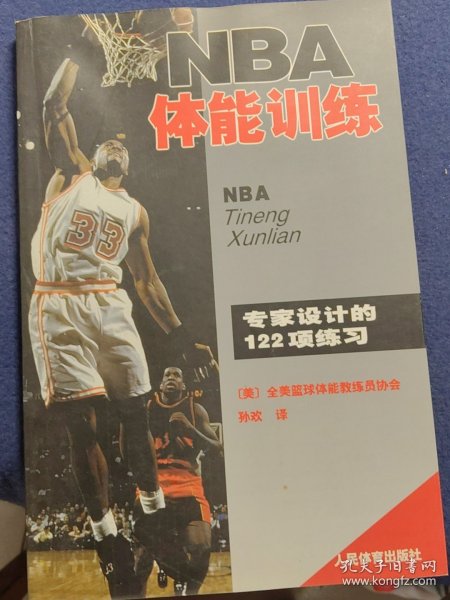 NBA
体能训练
NBA
Tineng
Xunlian
33
专家设计的
122项练习
[美] 全美篮球体能教练员协会
孙欢 译
人民体育出版社
孔夫子旧书网
kongfz.com